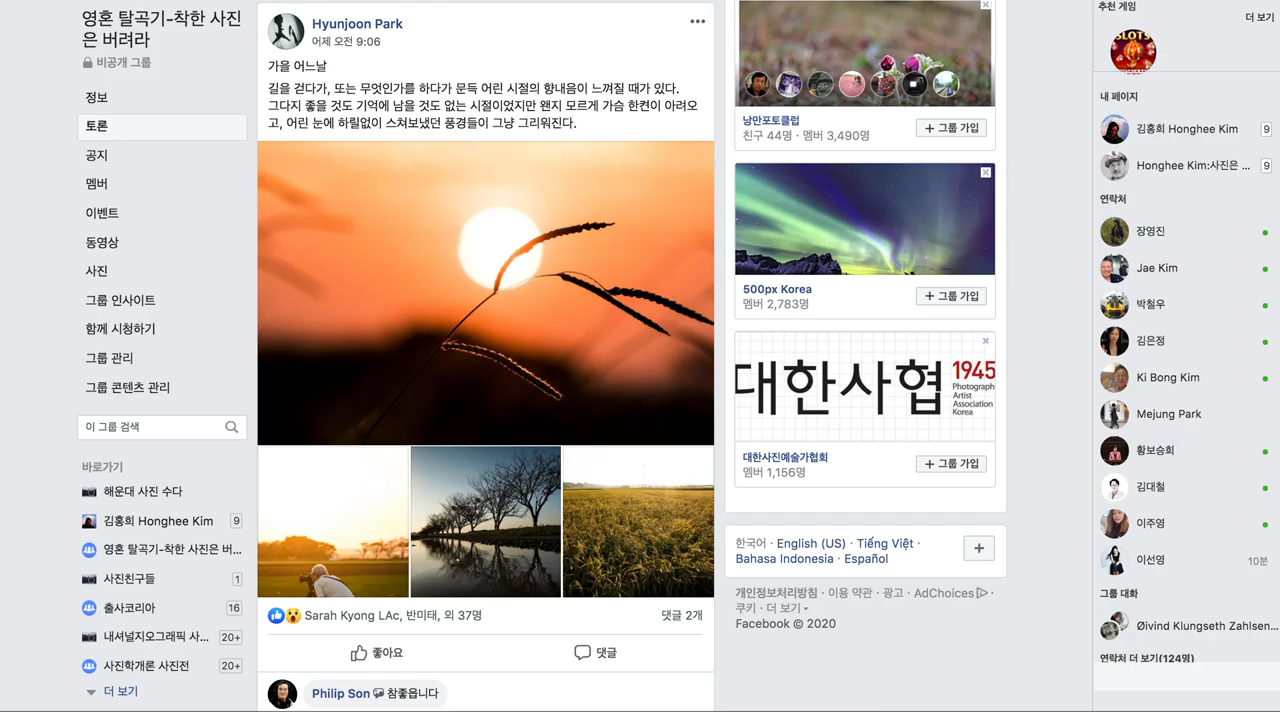 영혼 탈곡기-착한 사진
은 버려라
비공개 그룹
정보
토론
공지
멤버
이벤트
동영상
사진
그룹 인사이트
함께 시청하기
그룹 관리
그룹 콘텐츠 관리
이 그룹 검색
바로가기
해운대 사진 수다
김홍희 Honghee Kim 9
영혼 탈곡기-착한 사진은 버...
사진친구들 1
출사코리아 16
내셔널지오그래픽 사... 20+
사진학개론 사진전 20+
더 보기
Hyunjoon Park
어제 오전 9:06
가을 어느날
길을 걷다가, 또는 무엇인가를 하다가 문득 어린 시절의 향내음이 느껴질 때가 있다.
그다지 좋을 것도 기억에 남을 것도 없는 시절이었지만 왠지 모르게 가슴 한켠이 아려오
고, 어린 눈에 하릴없이 스쳐보냈던 풍경들이 그냥 그리워진다.
Sarah Kyong LAc, 반미태, 외 37명
댓글 2개
좋아요
댓글
Philip Son 참좋읍니다
낭만포토클럽
친구 44명 · 멤버 3,490명
+ 그룹 가입
500px Korea
멤버 2,783명
+ 그룹 가입
대한사협
1945
Photograph
Artist
Association
Korea
대한사진예술가협회
멤버 1,156명
+ 그룹 가입
한국어 · English (US) · Tiếng Việt ·
Bahasa Indonesia · Español
+
개인정보처리방침 · 이용 약관 · 광고 · AdChoices ·
쿠키 · 더 보기
Facebook © 2020
추천 게임
더 보기
SLOTS
내 페이지
김홍희 Honghee Kim 9
Honghee Kim:사진은 ... 9
연락처
장영진
Jae Kim
박철우
김은정
Ki Bong Kim
Mejung Park
황보승희
김대철
이주영
이선영 10분
그룹 대화
Øivind Klungseth Zahlsen...
연락처 더 보기(124명)